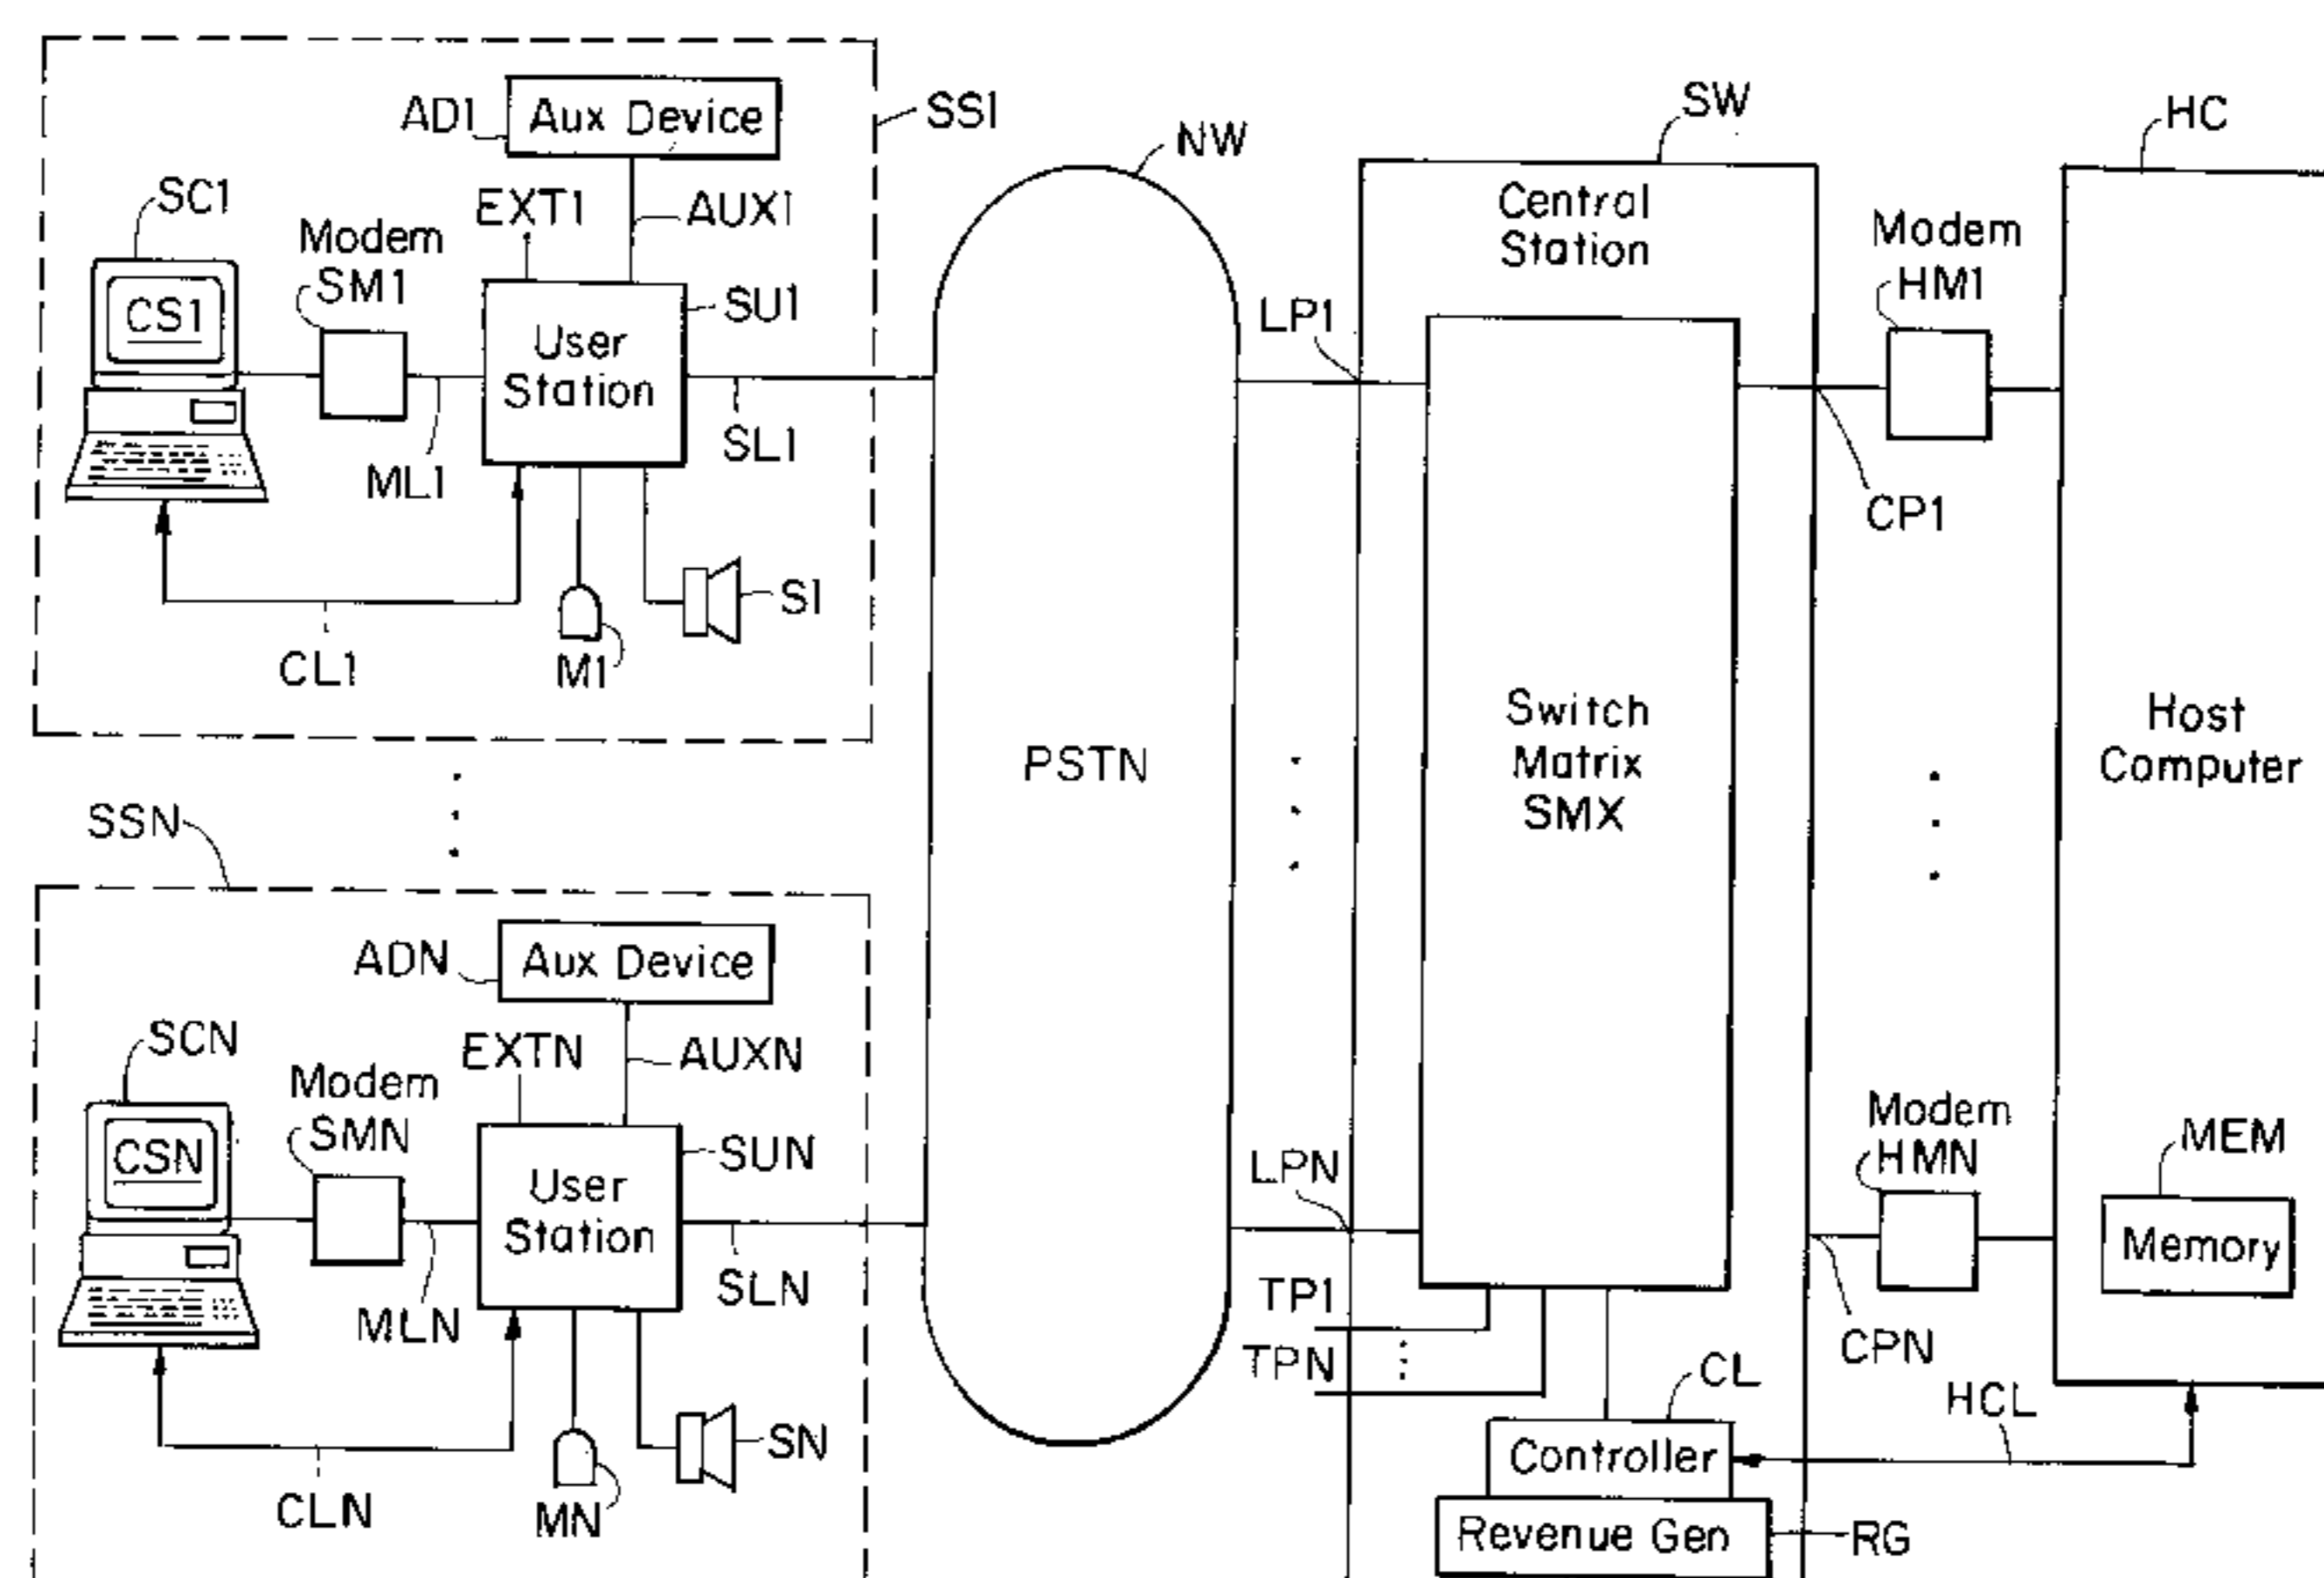 AD1
Aux Device
SS1
EXT1
AUX1
SC1
Modem
SM1
CS1
User
Station
SU1
ML1
SL1
CL1
M1
S1
SSN
ADN
Aux Device
EXTN
AUXN
SCN
Modem
SMN
CSN
User
Station
SUN
MLN
SLN
CLN
MN
SN
NW
PSTN
SW
Central
Station
LP1
Switch
Matrix
SMX
LPN
TP1
TPN
CL
Controller
Revenue Gen
RG
HC
Modem
HM1
CP1
Host
Computer
Modem
HMN
MEM
Memory
CPN
HCL